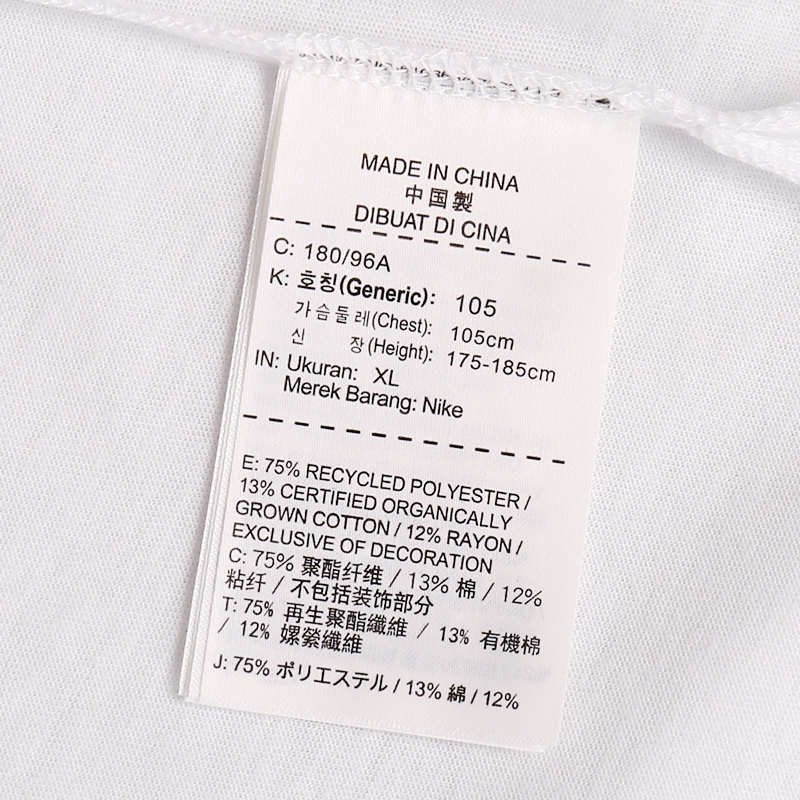 MADE IN CHINA
中国製
DIBUAT DI CINA
C: 180/96A
K: 호칭(Generic): 105
가슴둘레(Chest): 105cm
신 장(Height): 175-185cm
IN: Ukuran: XL
Merek Barang: Nike
E: 75% RECYCLED POLYESTER /
13% CERTIFIED ORGANICALLY
GROWN COTTON / 12% RAYON /
EXCLUSIVE OF DECORATION
C: 75% 聚酯纤维 / 13% 棉 / 12%
粘纤 / 不包括装饰部分
T: 75% 再生聚酯纖維 / 13% 有機棉
/ 12% 嫘縈纖維
J: 75% ポリエステル / 13% 綿 / 12%